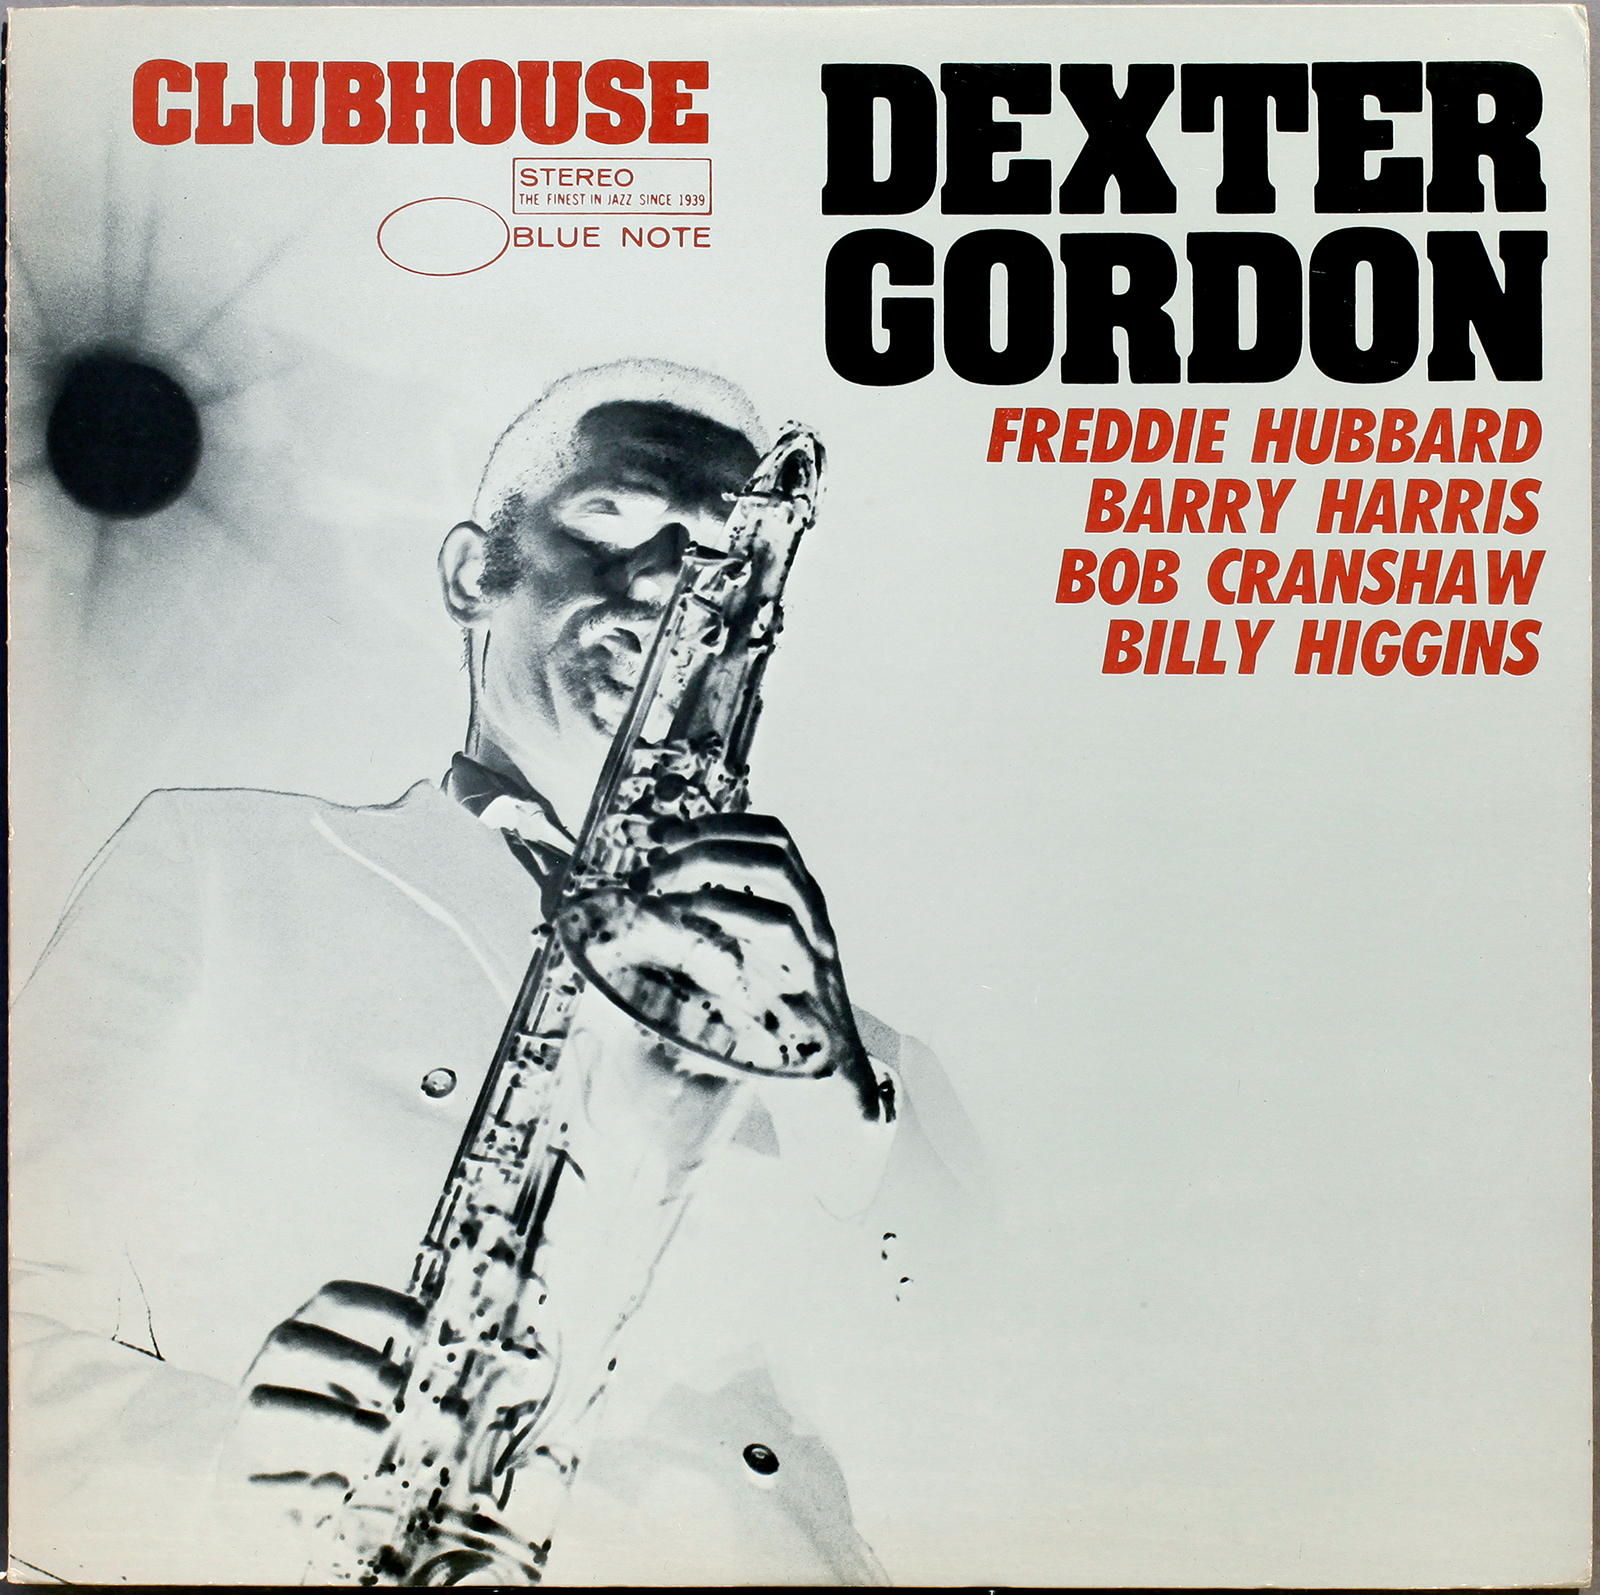 CLUBHOUSE
STEREO
THE FINEST IN JAZZ SINCE 1939
BLUE NOTE
DEXTER
GORDON
FREDDIE HUBBARD
BARRY HARRIS
BOB CRANSHAW
BILLY HIGGINS